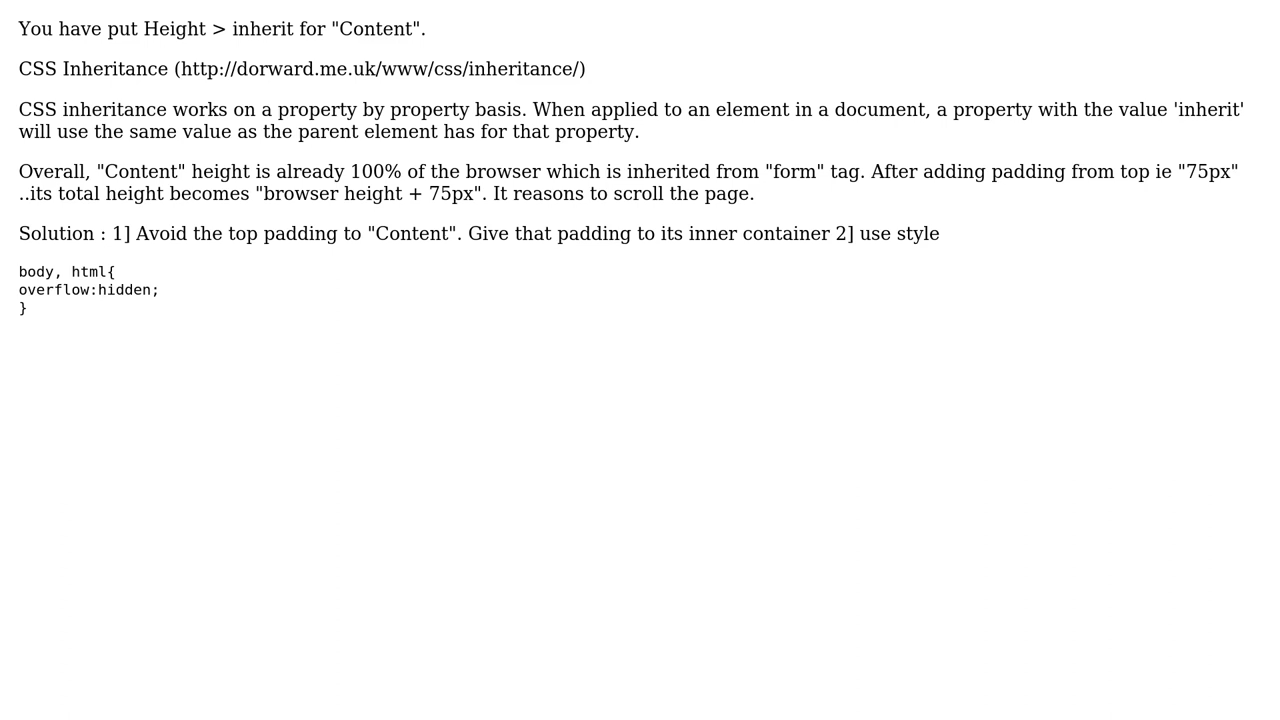 You have put Height > inherit for "Content".
CSS Inheritance (http://dorward.me.uk/www/css/inheritance/)
CSS inheritance works on a property by property basis. When applied to an element in a document, a property with the value 'inherit'
will use the same value as the parent element has for that property.
Overall, "Content" height is already 100% of the browser which is inherited from "form" tag. After adding padding from top ie "75px"
..its total height becomes "browser height + 75px". It reasons to scroll the page.
Solution : 1] Avoid the top padding to "Content". Give that padding to its inner container 2] use style
body, html{
overflow:hidden;
}